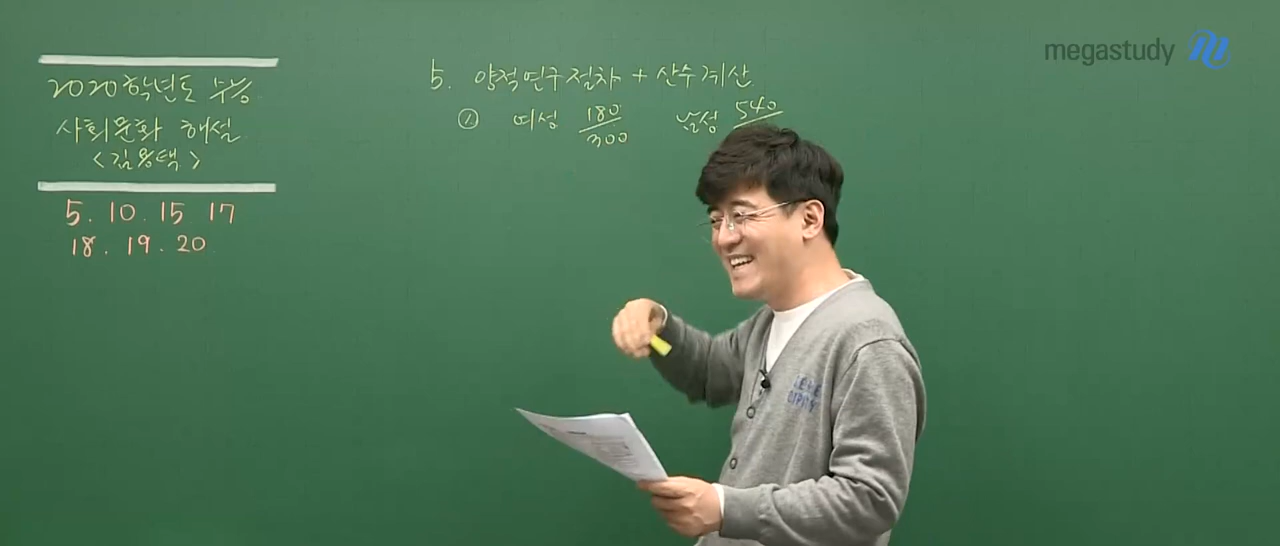 megastudy
2020학년도 수능
사회문화 해설
<김용택>
5. 10. 15 17
18. 19. 20
5. 양적연구절차 + 산수계산
① 여성 180/300 남성 540/